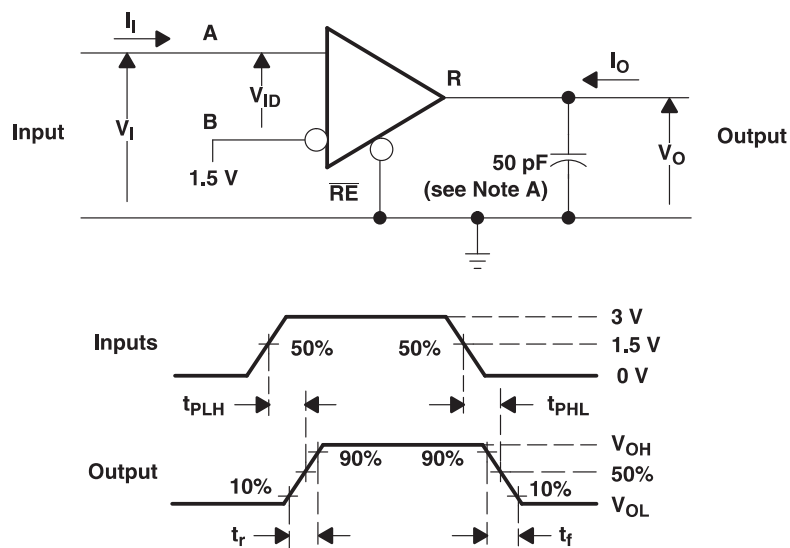 I_I
A
R
I_O
V_ID
Input
V_I
B
1.5 V
RE
50 pF
(see Note A)
V_O
Output
3 V
Inputs
50%
50%
1.5 V
0 V
t_PLH
t_PHL
Output
V_OH
90%
90%
50%
10%
10%
V_OL
t_r
t_f